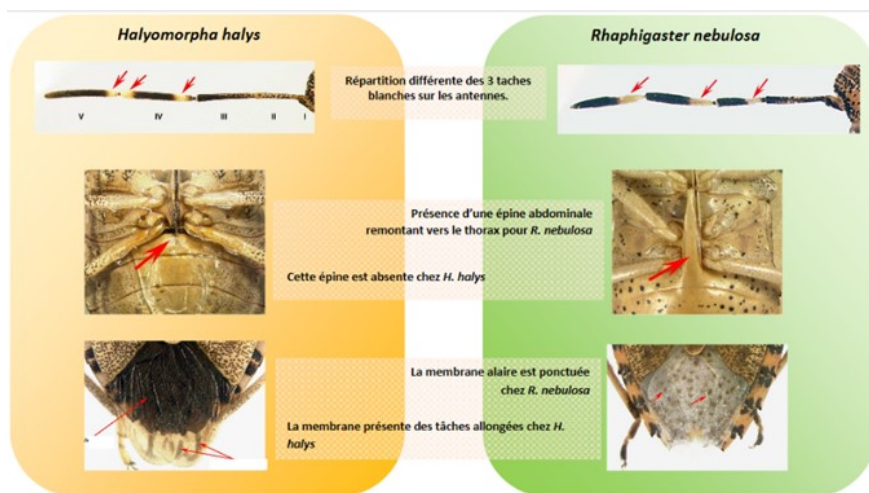 Halyomorpha halys
Rhaphigaster nebulosa
Répartition différente des 3 taches
blanches sur les antennes.
V IV III II I
Présence d'une épine abdominale
remontant vers le thorax pour R. nebulosa
Cette épine est absente chez H. halys
La membrane alaire est ponctuée
chez R. nebulosa
La membrane présente des tâches allongées chez H.
halys